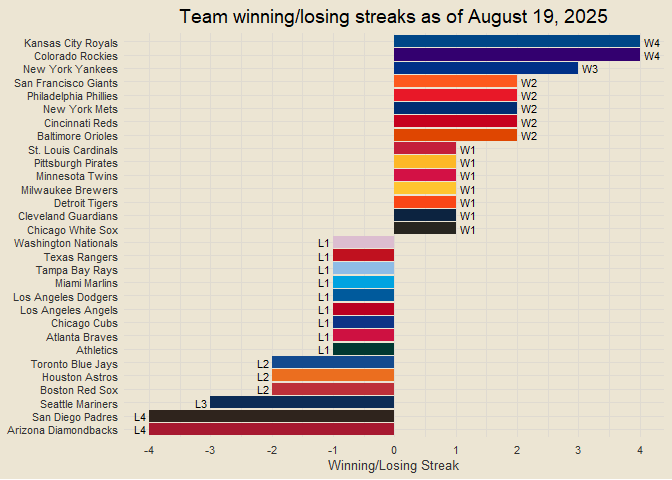 Team winning/losing streaks as of August 19, 2025
Kansas City Royals W4
Colorado Rockies W4
New York Yankees W3
San Francisco Giants W2
Philadelphia Phillies W2
New York Mets W2
Cincinnati Reds W2
Baltimore Orioles W2
St. Louis Cardinals W1
Pittsburgh Pirates W1
Minnesota Twins W1
Milwaukee Brewers W1
Detroit Tigers W1
Cleveland Guardians W1
Chicago White Sox W1
Washington Nationals L1
Texas Rangers L1
Tampa Bay Rays L1
Miami Marlins L1
Los Angeles Dodgers L1
Los Angeles Angels L1
Chicago Cubs L1
Atlanta Braves L1
Athletics L1
Toronto Blue Jays L2
Houston Astros L2
Boston Red Sox L2
Seattle Mariners L3
San Diego Padres L4
Arizona Diamondbacks L4
-4 -3 -2 -1 0 1 2 3 4
Winning/Losing Streak